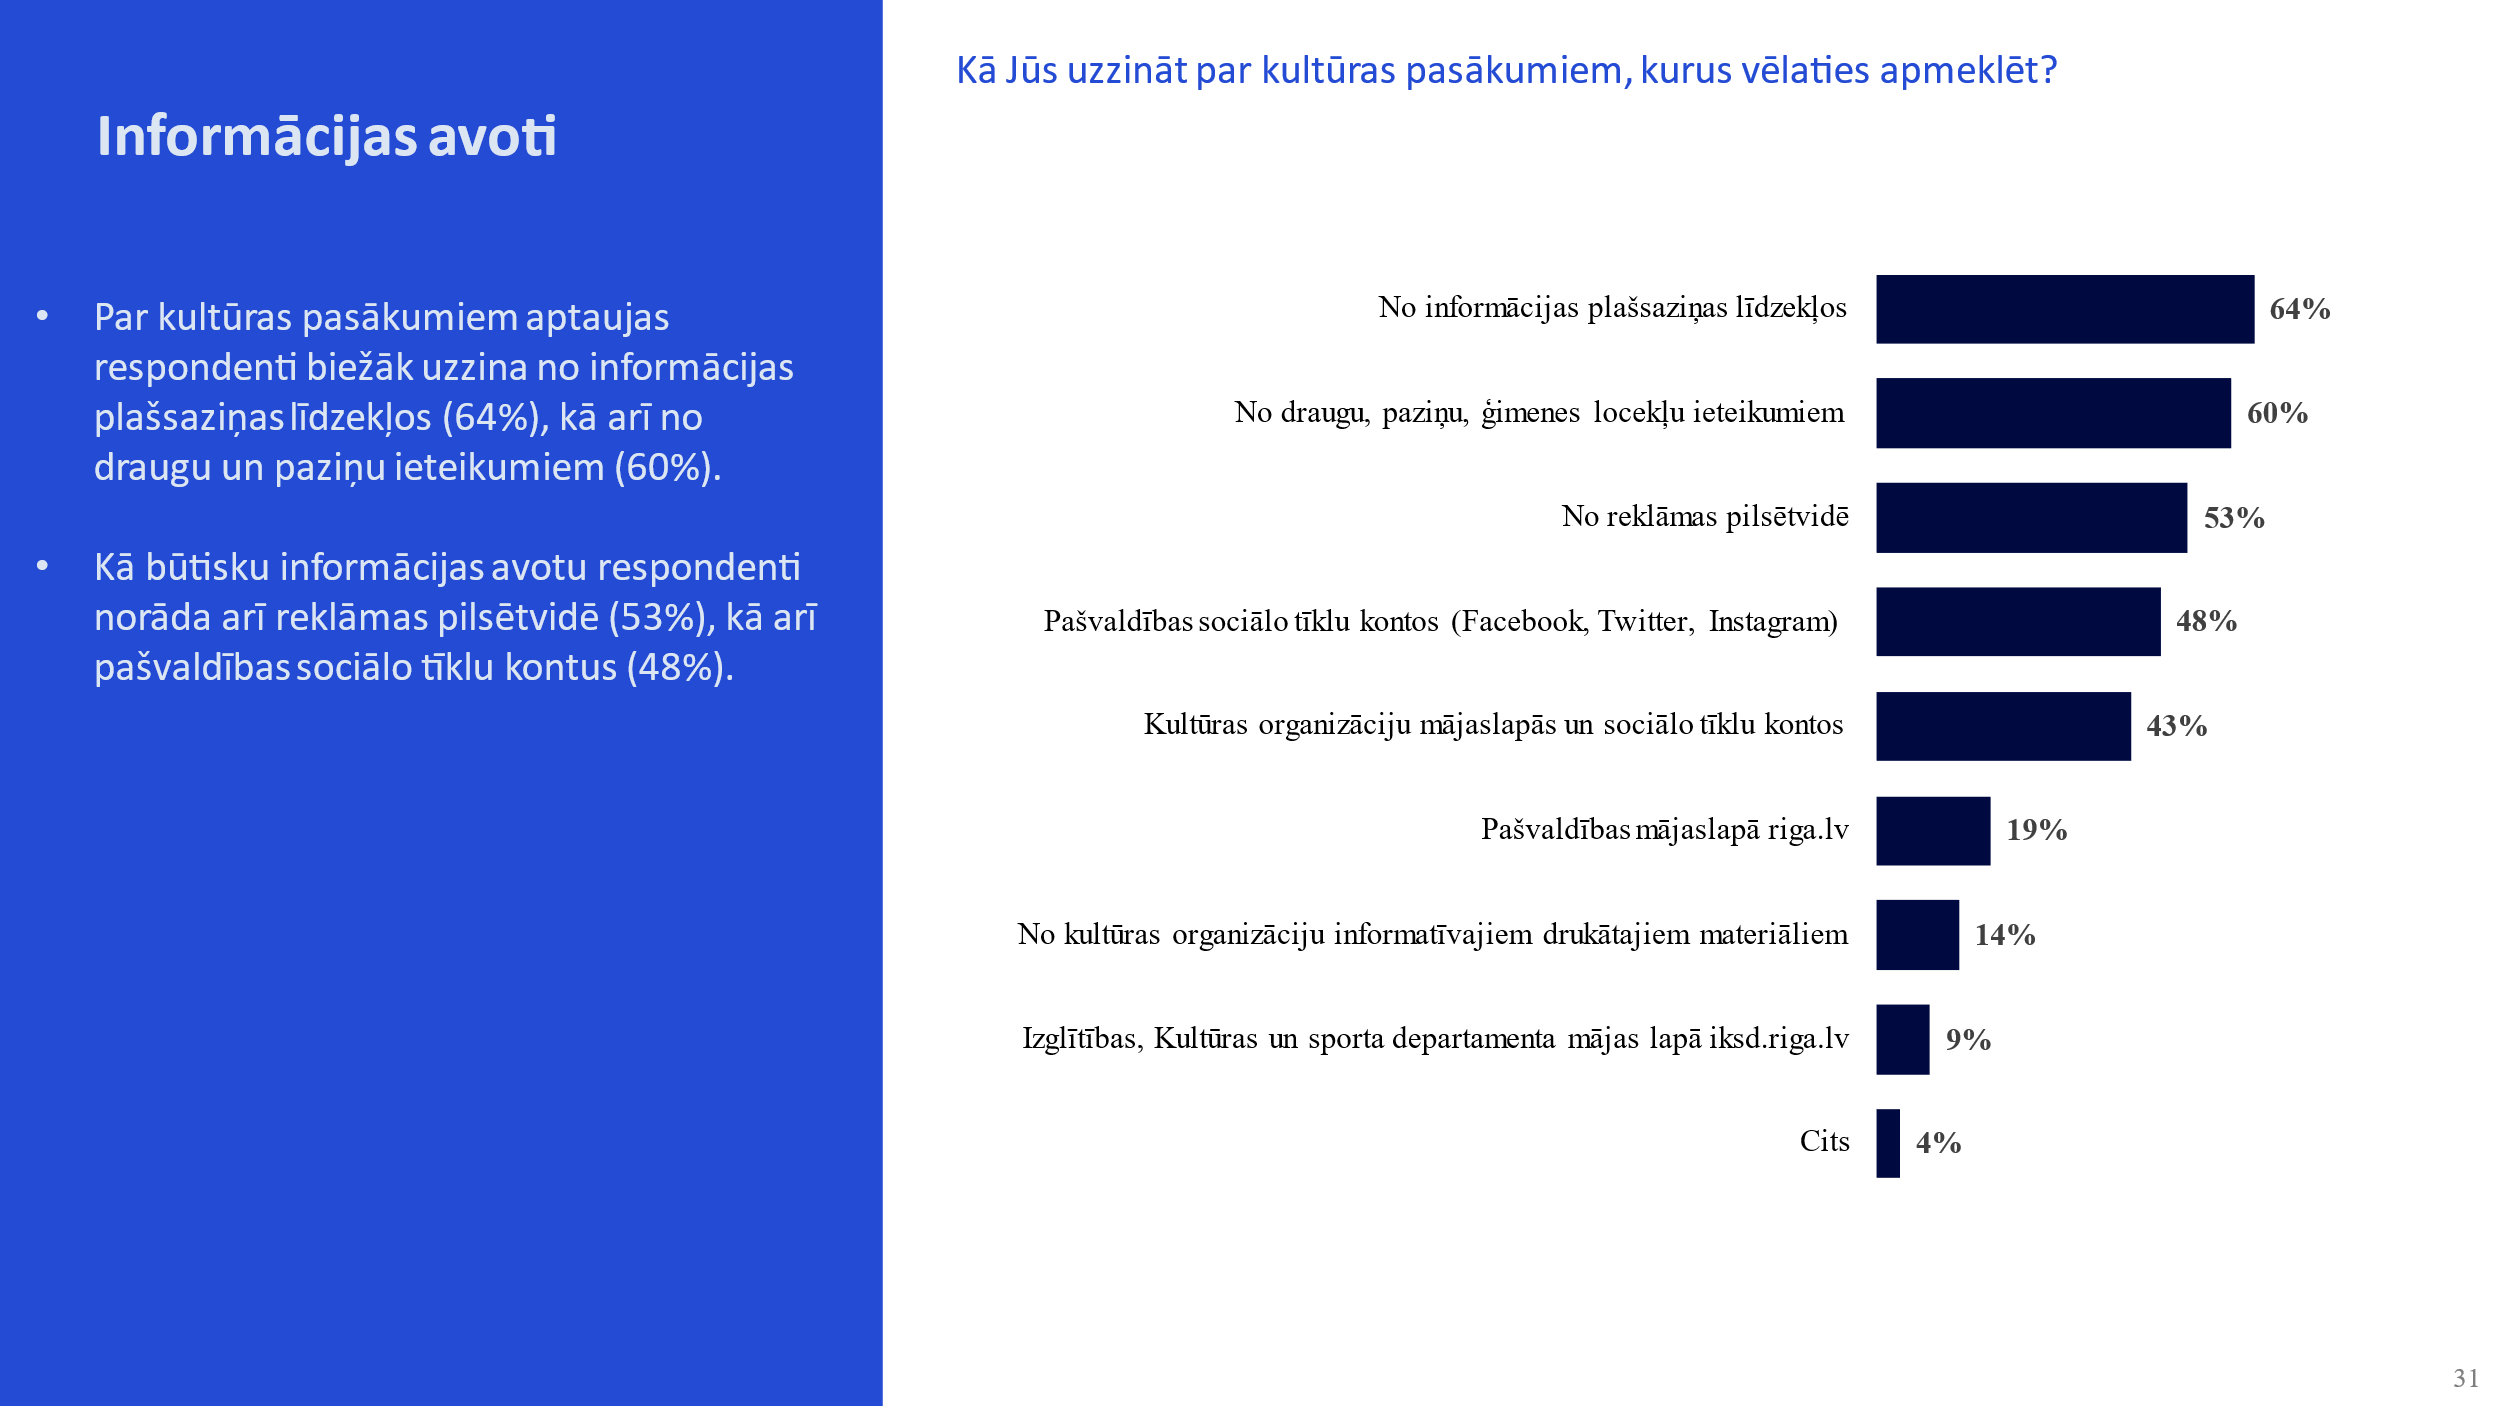 Informācijas avoti
• Par kultūras pasākumiem aptaujas
respondenti biežāk uzzina no informācijas
plašsaziņas līdzekļos (64%), kā arī no
draugu un paziņu ieteikumiem (60%).
• Kā būtisku informācijas avotu respondenti
norāda arī reklāmas pilsētvidē (53%), kā arī
pašvaldības sociālo tīklu kontus (48%).
Kā Jūs uzzināt par kultūras pasākumiem, kurus vēlaties apmeklēt?
No informācijas plašsaziņas līdzekļos 64%
No draugu, paziņu, ģimenes locekļu ieteikumiem 60%
No reklāmas pilsētvidē 53%
Pašvaldības sociālo tīklu kontos (Facebook, Twitter, Instagram) 48%
Kultūras organizāciju mājaslapās un sociālo tīklu kontos 43%
Pašvaldības mājaslapā riga.lv 19%
No kultūras organizāciju informatīvajiem drukātajiem materiāliem 14%
Izglītības, Kultūras un sporta departamenta mājas lapā iksd.riga.lv 9%
Cits 4%
31